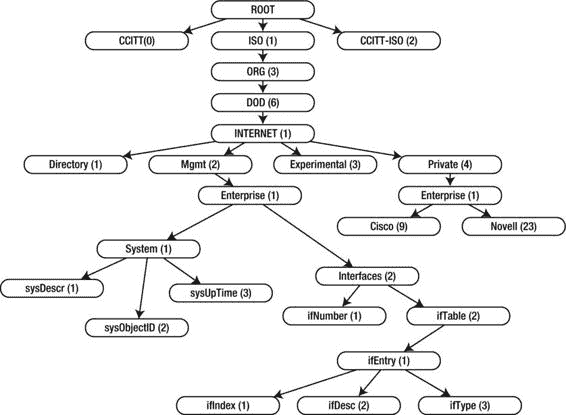 ROOT
CCITT(0)
ISO (1)
CCITT-ISO (2)
ORG (3)
DOD (6)
INTERNET (1)
Directory (1)
Mgmt (2)
Experimental (3)
Private (4)
Enterprise (1)
Enterprise (1)
Cisco (9)
Novell (23)
System (1)
Interfaces (2)
sysDescr (1)
sysUpTime (3)
ifNumber (1)
ifTable (2)
sysObjectID (2)
ifEntry (1)
ifIndex (1)
ifDesc (2)
ifType (3)